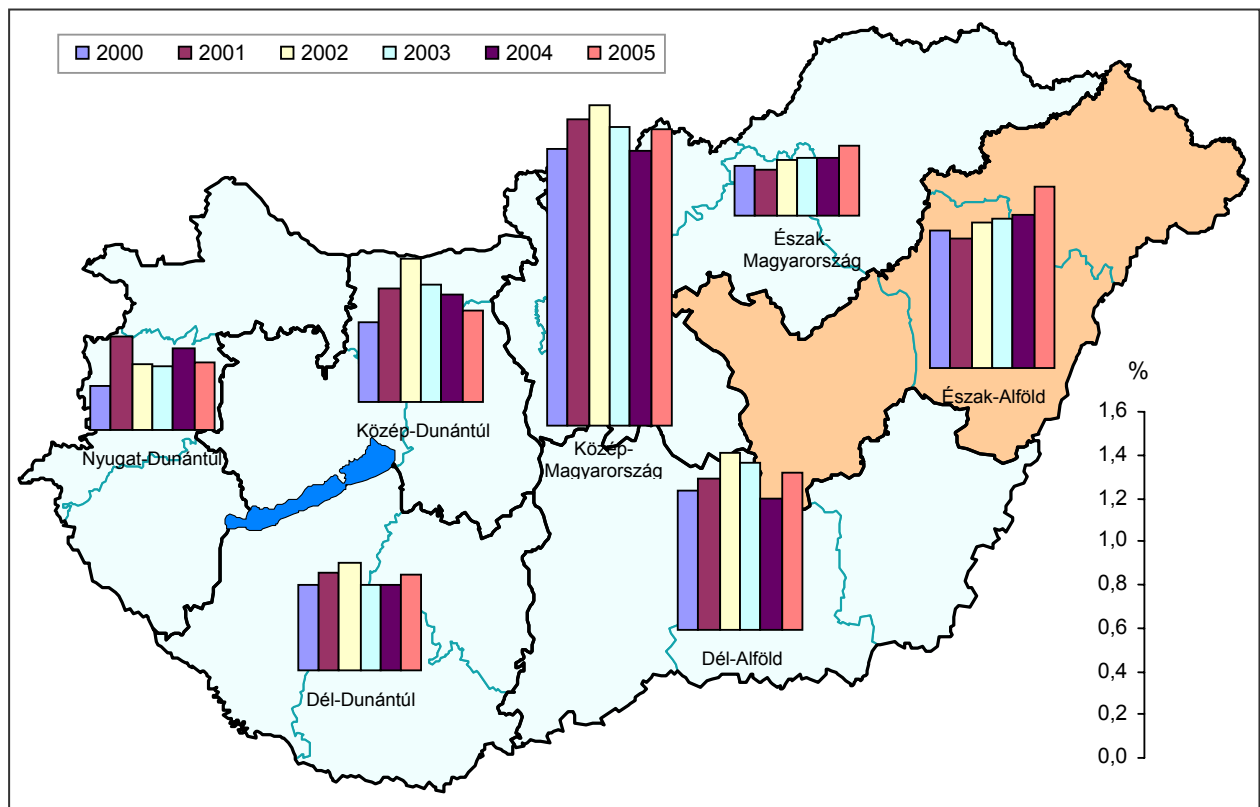 2000 2001 2002 2003 2004 2005
Észak-
Magyarország
Észak-Alföld
Közép-Dunántúl
Nyugat-Dunántúl
Közép-
Magyarország
Dél-Alföld
Dél-Dunántúl
%
1,6
1,4
1,2
1,0
0,8
0,6
0,4
0,2
0,0